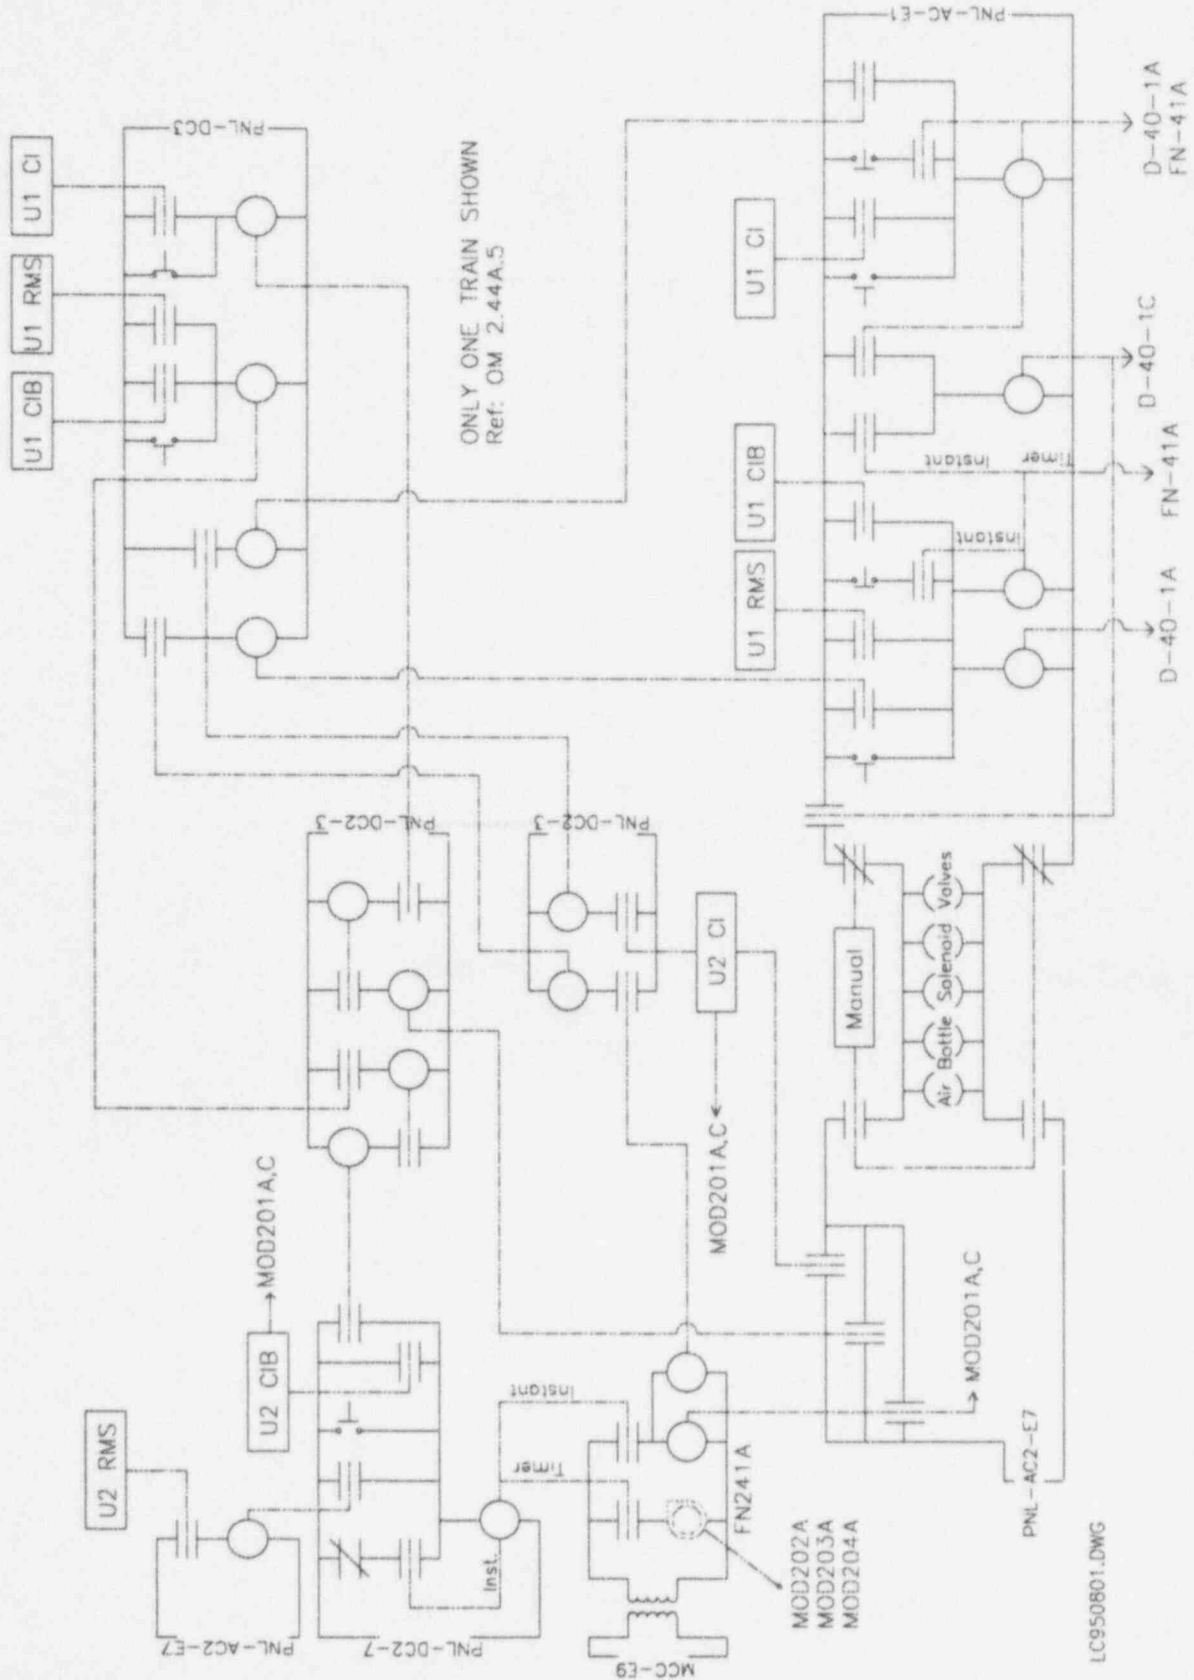 PNL-AC-E1
PNL-DC3
U1 CI
U1 RMS
U1 CIB
ONLY ONE TRAIN SHOWN
Ref: OM 2.44A.5
U1 CI
D-40-1A
FN-41A
D-40-1C
U1 CIB
U1 RMS
Instant
Timer
Instant
FN-41A
D-40-1A
PNL-DC2-3
PNL-DC2-3
U2 CI
MOD201A,C
Manual
Air Bottle Solenoid Valves
MOD201A,C
U2 CIB
U2 RMS
Instant
Timer
Inst.
MOD201A,C
FN241A
PNL-AC2-E7
PNL-DC2-7
MCC-E9
MOD202A
MOD203A
MOD204A
PNL-AC2-E7
LC950801.DWG